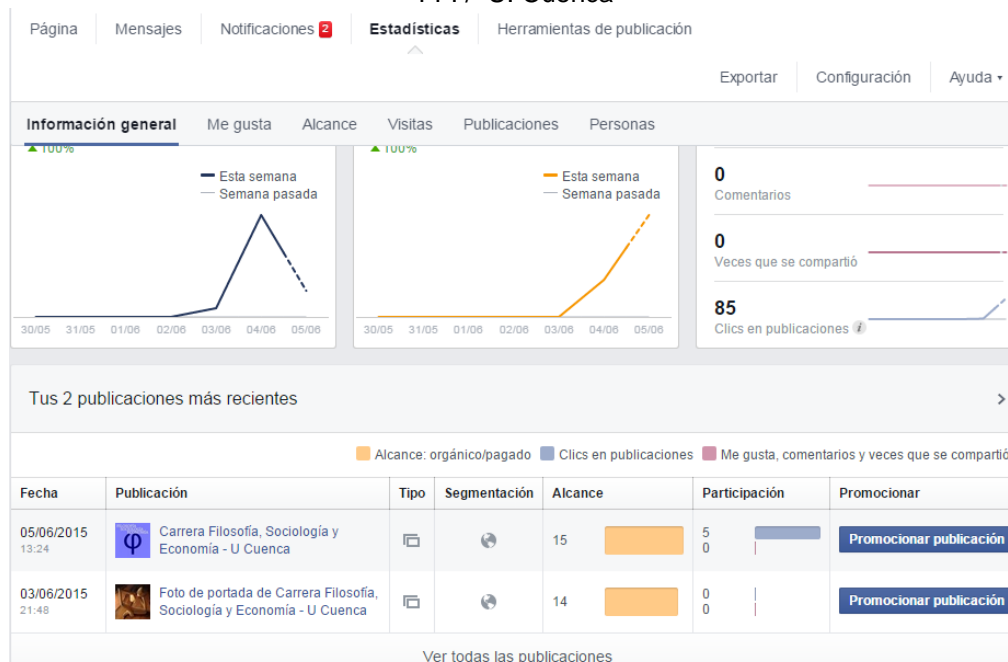 Página Mensajes Notificaciones 2 Estadísticas Herramientas de publicación
Exportar Configuración Ayuda
Información general Me gusta Alcance Visitas Publicaciones Personas
100%
Esta semana
Semana pasada
30/05 31/05 01/06 02/06 03/06 04/06 05/06
100%
Esta semana
Semana pasada
30/05 31/05 01/06 02/06 03/06 04/06 05/06
0
Comentarios
0
Veces que se compartió
85
Clics en publicaciones i
Tus 2 publicaciones más recientes
Alcance: orgánico/pagado Clics en publicaciones Me gusta, comentarios y veces que se compartió
Fecha Publicación Tipo Segmentación Alcance Participación Promocionar
05/06/2015
13:24
φ
Carrera Filosofía, Sociología y
Economía - U Cuenca
15
5
0
Promocionar publicación
03/06/2015
21:48
Foto de portada de Carrera Filosofía,
Sociología y Economía - U Cuenca
14
0
0
Promocionar publicación
Ver todas las publicaciones